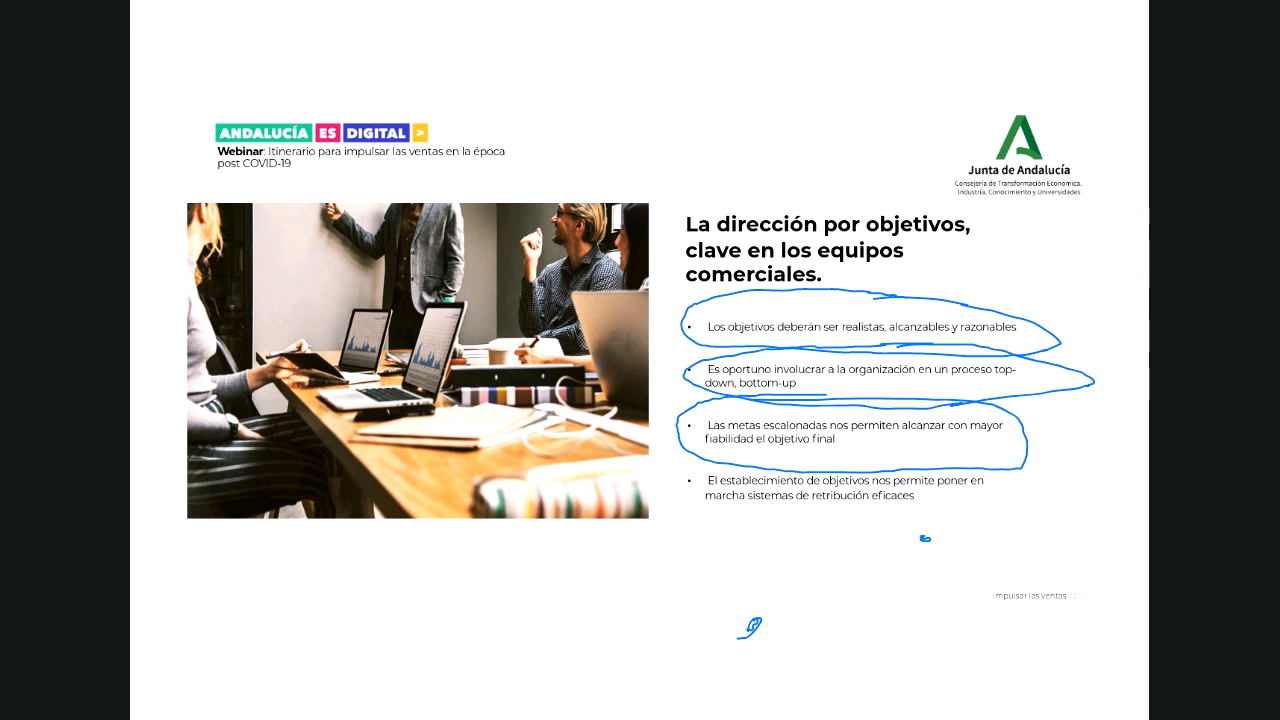 ANDALUCÍA ES DIGITAL >
Webinar: Itinerario para impulsar las ventas en la época
post COVID-19
Junta de Andalucía
Consejería de Transformación Económica,
Industria, Conocimiento y Universidades
La dirección por objetivos,
clave en los equipos
comerciales.
• Los objetivos deberán ser realistas, alcanzables y razonables
• Es oportuno involucrar a la organización en un proceso top-
down, bottom-up
• Las metas escalonadas nos permiten alcanzar con mayor
fiabilidad el objetivo final
• El establecimiento de objetivos nos permite poner en
marcha sistemas de retribución eficaces
Impulsar las ventas